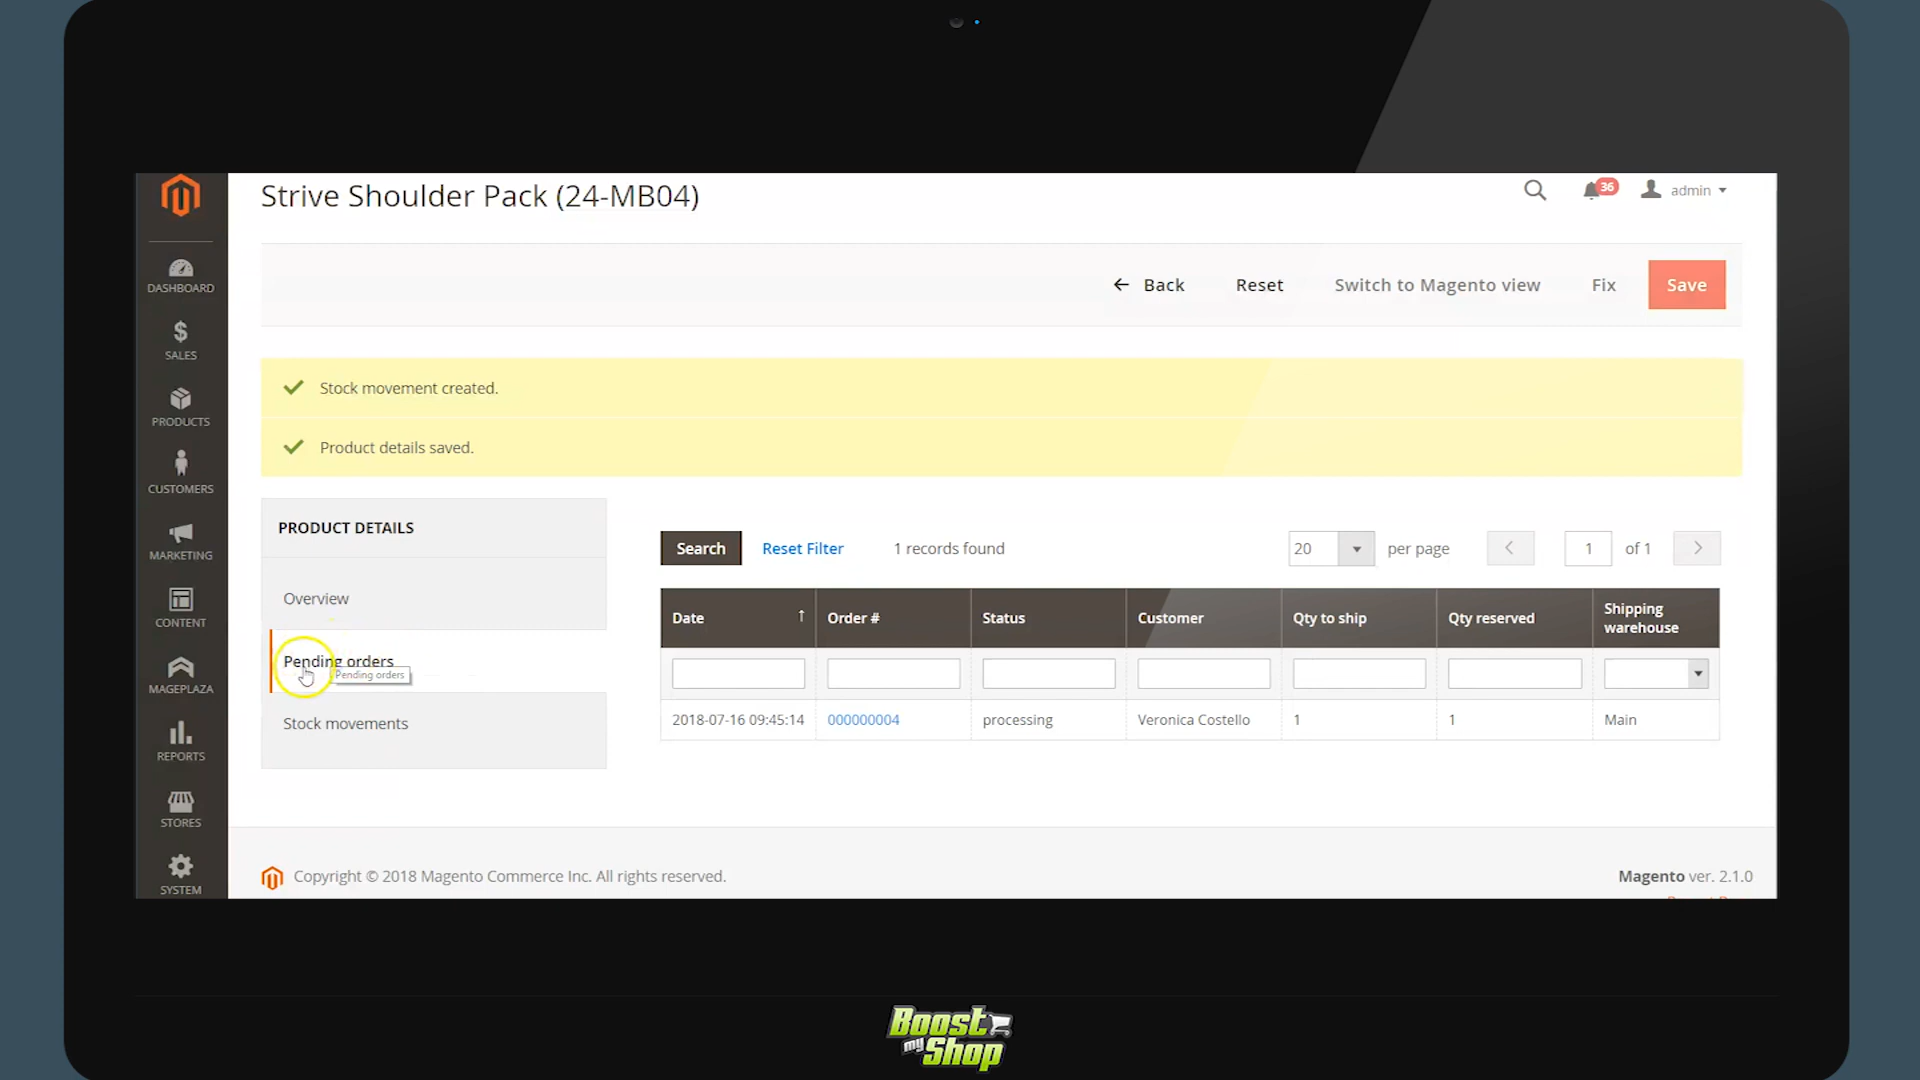 Strive Shoulder Pack (24-MB04)
36
admin
Back
Reset
Switch to Magento view
Fix
Save
Stock movement created.
Product details saved.
DASHBOARD
SALES
PRODUCTS
CUSTOMERS
MARKETING
CONTENT
MAGEPLAZA
REPORTS
STORES
SYSTEM
PRODUCT DETAILS
Overview
Pending orders
Pending orders
Stock movements
Search Reset Filter 1 records found 20 per page 1 of 1
Date Order # Status Customer Qty to ship Qty reserved Shipping warehouse
2018-07-16 09:45:14 000000004 processing Veronica Costello 1 1 Main
Copyright © 2018 Magento Commerce Inc. All rights reserved.
Magento ver. 2.1.0
Boost
my Shop